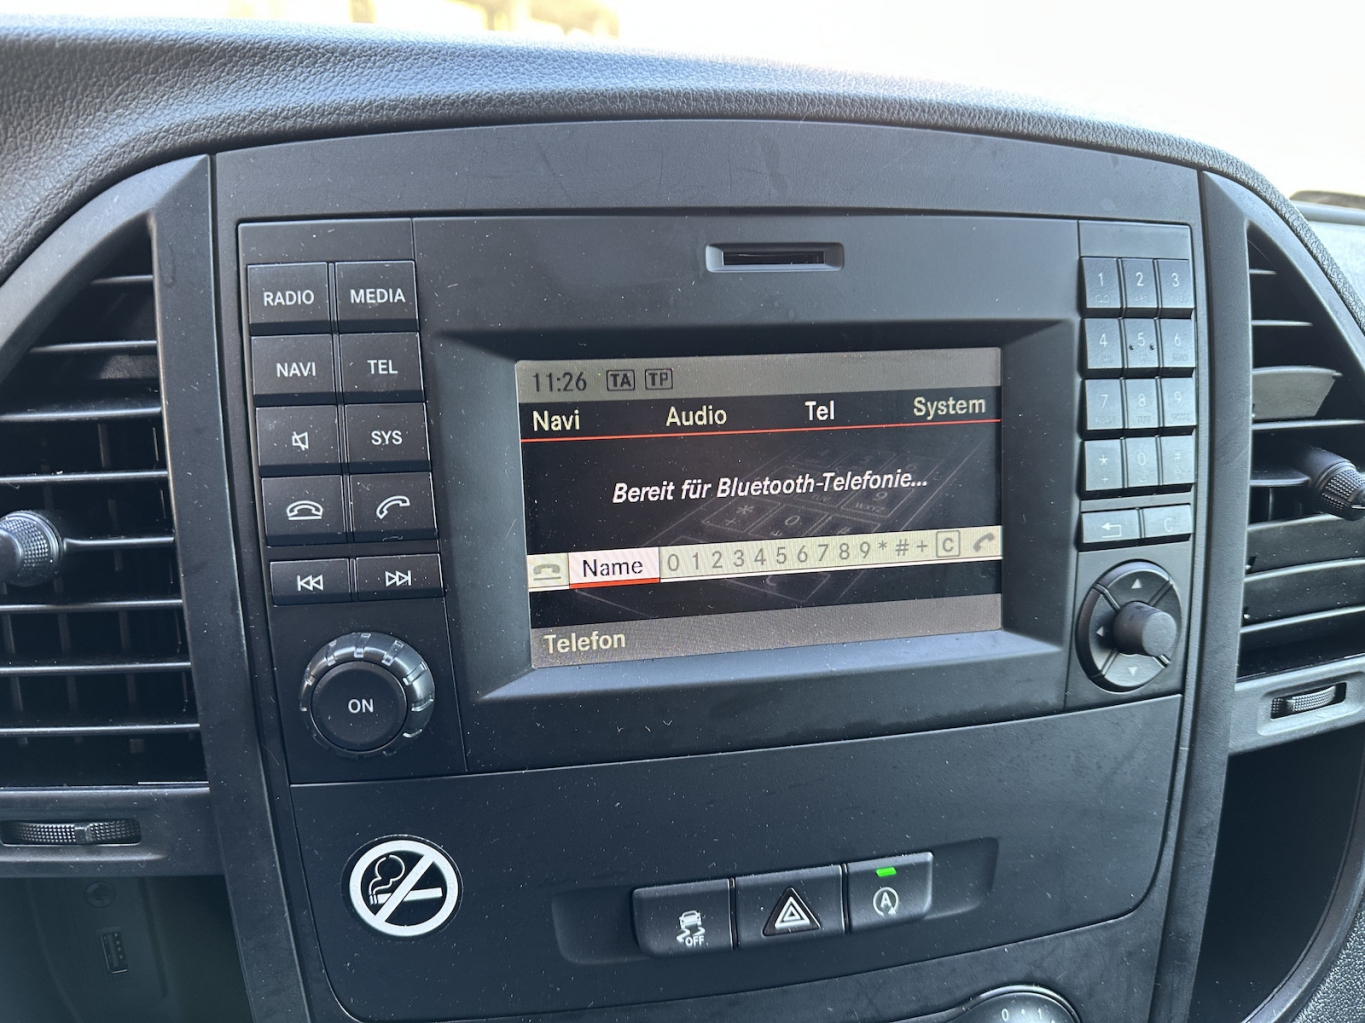 RADIO MEDIA
NAVI TEL
SYS
ON
11:26 TA TP
Navi Audio Tel System
Bereit für Bluetooth-Telefonie...
Name 0 1 2 3 4 5 6 7 8 9 * # + C
Telefon
1 2 3
4 5 6
7 8 9
* 0 #
C
OFF
A
0 1